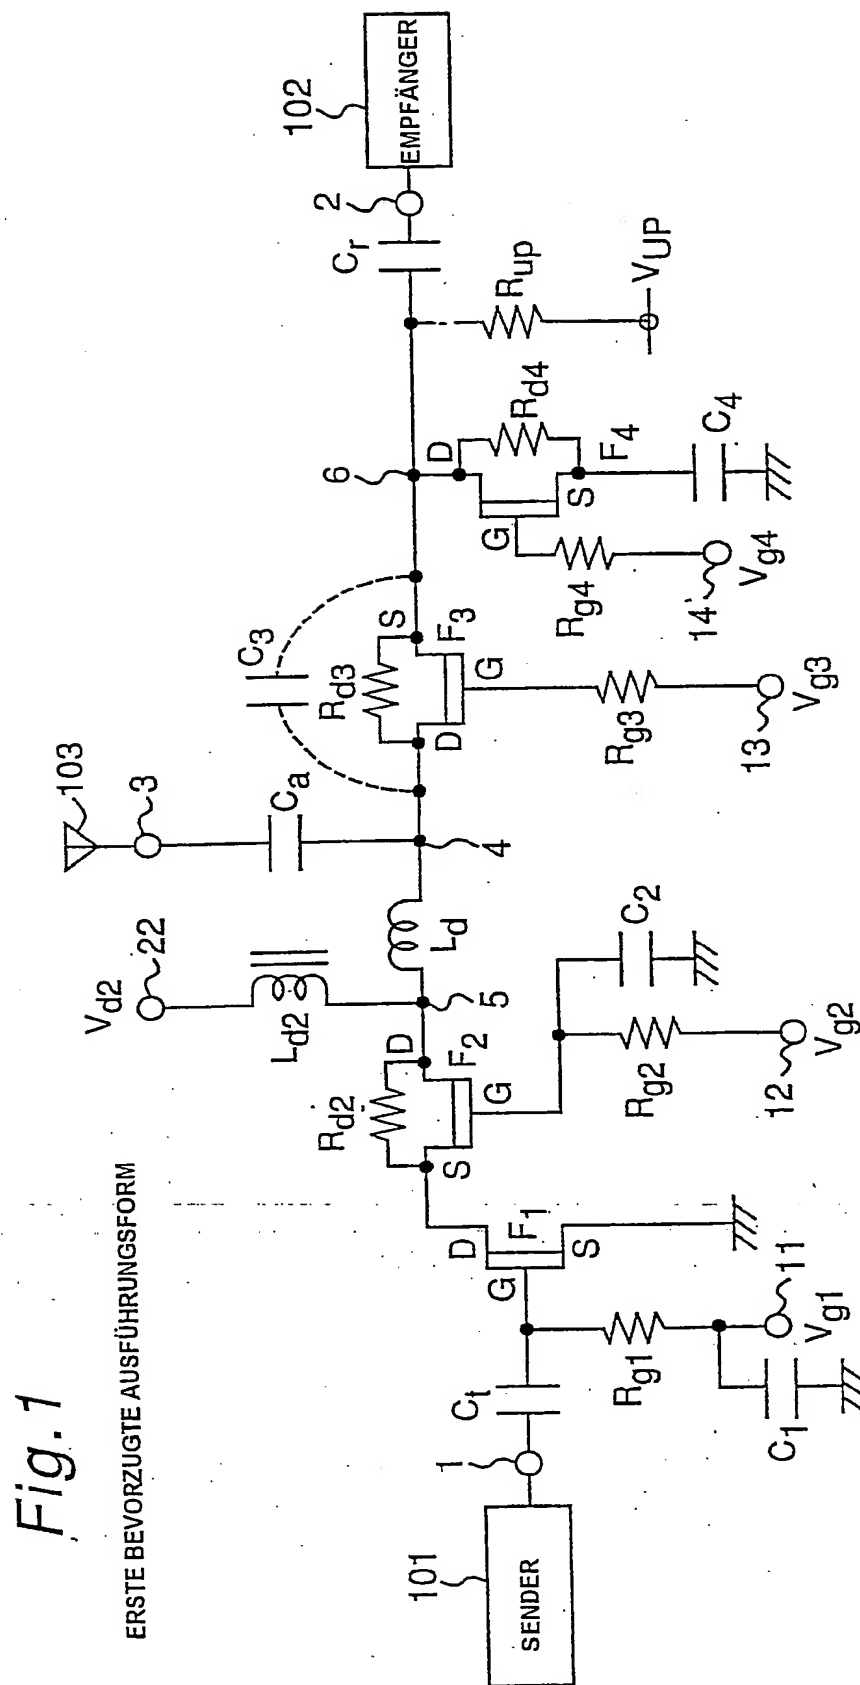 Fig.1
ERSTE BEVORZUGTE AUSFÜHRUNGSFORM
101
SENDER
1
Ct
G
D
F1
S
Rg1
C1
11
Vg1
Rd2
S
D
F2
G
Vd2
22
Ld2
5
Ld
C2
Rg2
12
Vg2
103
3
Ca
4
C3
Rd3
D
S
F3
G
Rg3
13
Vg3
6
D
Rd4
G
S
F4
Rg4
14
Vg4
C4
Rup
VUP
Cr
2
102
EMPFÄNGER